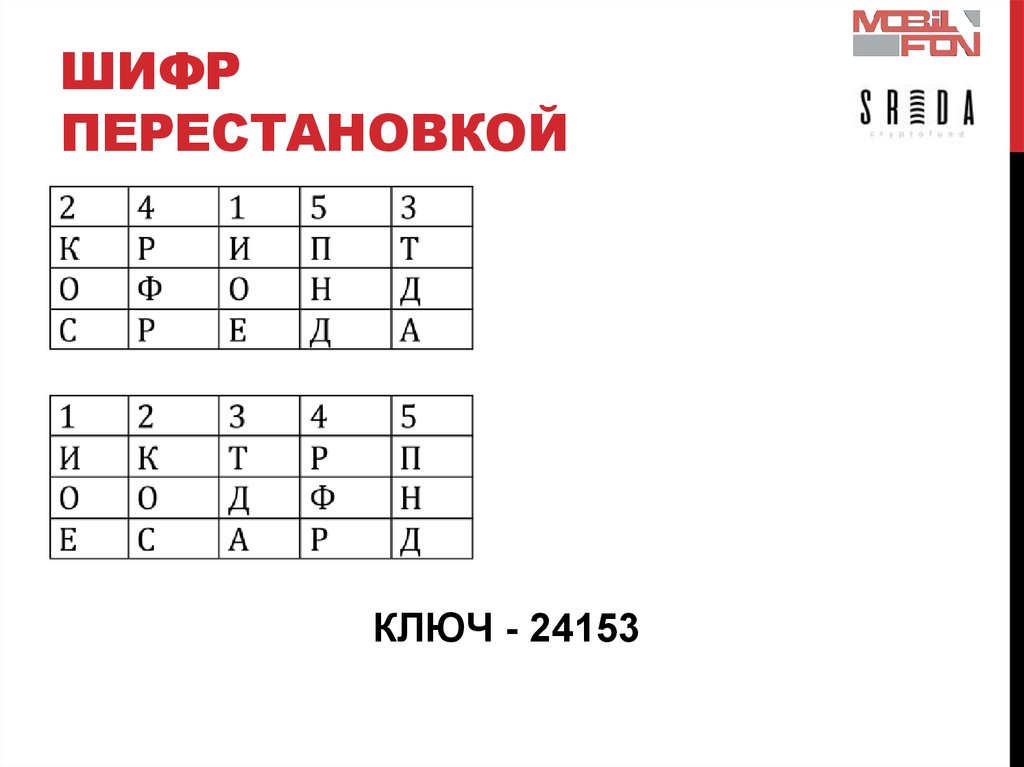 MOBIL
FON
ШИФР
ПЕРЕСТАНОВКОЙ
SREDA
cryptofund
2 4 1 5 3
К Р И П Т
О Ф О Н Д
С Р Е Д А
1 2 3 4 5
И К Т Р П
О О Д Ф Н
Е С А Р Д
КЛЮЧ - 24153